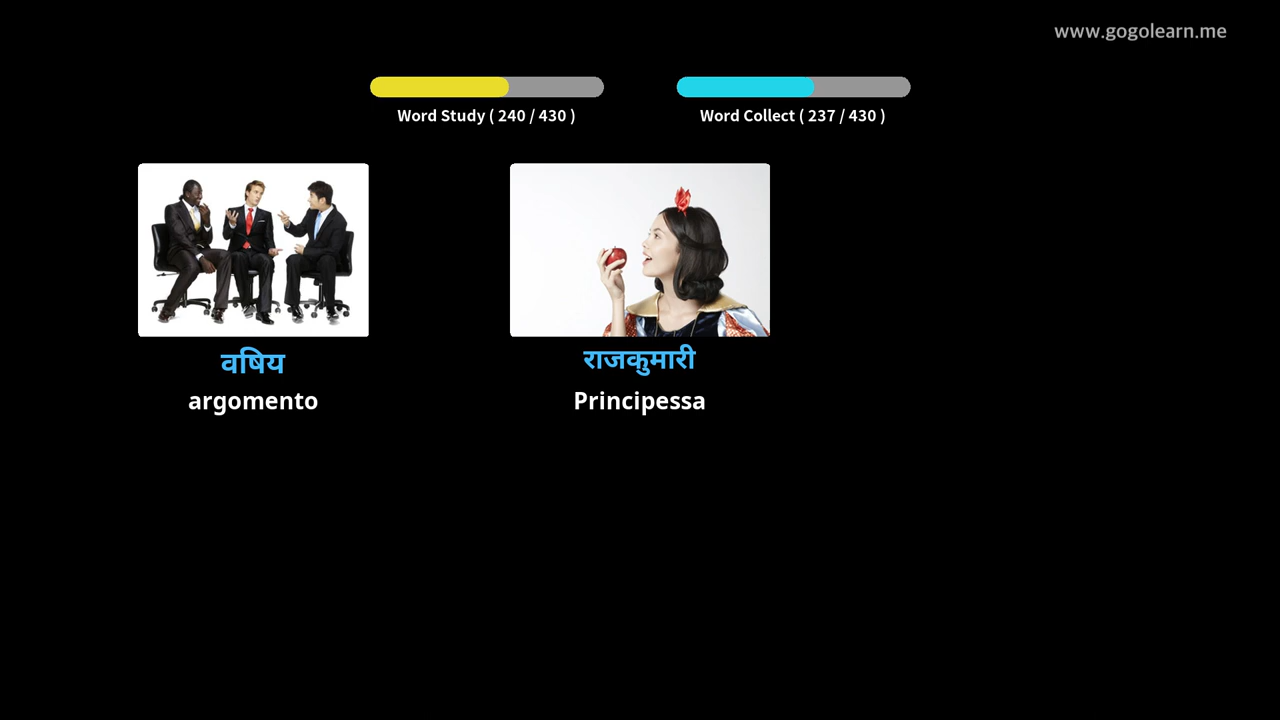 www.gogolearn.me
Word Study ( 240 / 430 )
Word Collect ( 237 / 430 )
वषिय
argomento
राजकुमारी
Principessa